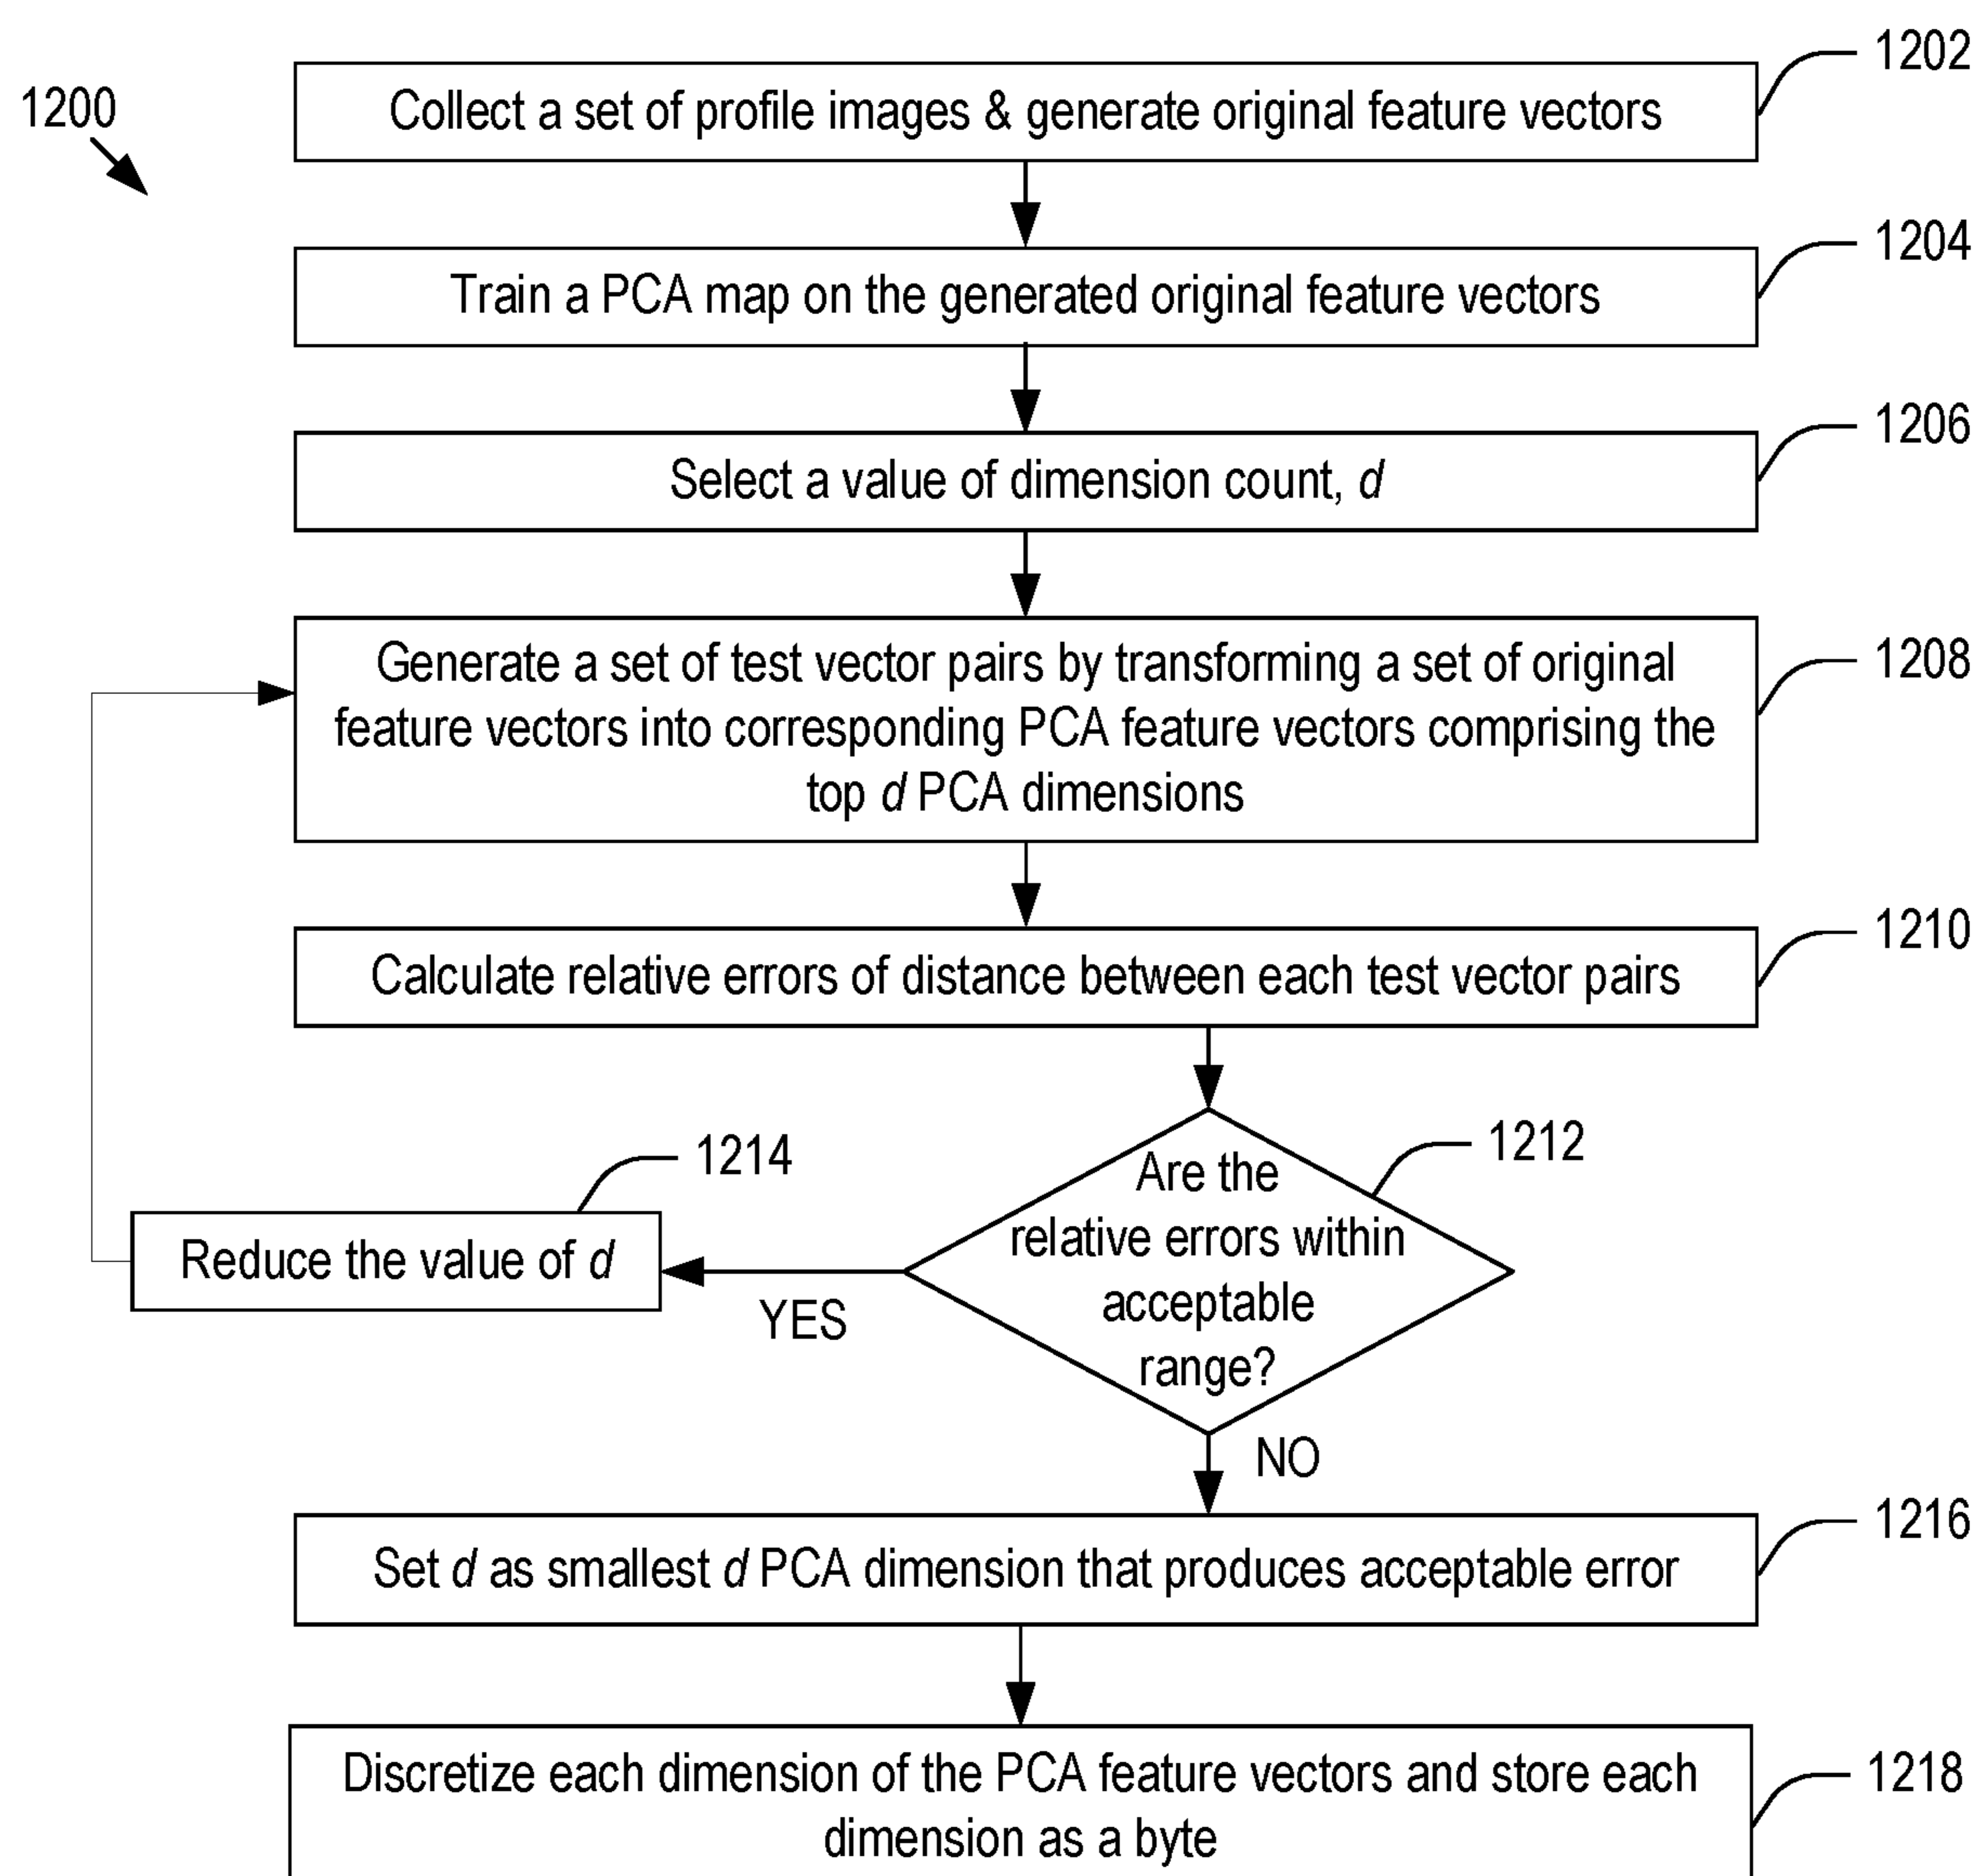 1200
1202
Collect a set of profile images & generate original feature vectors
1204
Train a PCA map on the generated original feature vectors
1206
Select a value of dimension count, d
1208
Generate a set of test vector pairs by transforming a set of original
feature vectors into corresponding PCA feature vectors comprising the
top d PCA dimensions
1210
Calculate relative errors of distance between each test vector pairs
1212
Are the
relative errors within
acceptable
range?
1214
Reduce the value of d
YES
NO
1216
Set d as smallest d PCA dimension that produces acceptable error
1218
Discretize each dimension of the PCA feature vectors and store each
dimension as a byte